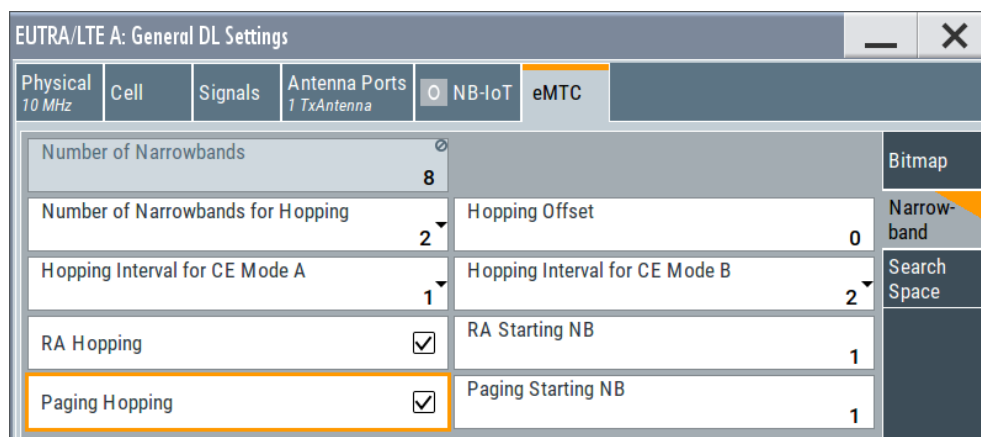 EUTRA/LTE A: General DL Settings
Physical
10 MHz
Cell
Signals
Antenna Ports
1 TxAntenna
O NB-IoT
eMTC
Number of Narrowbands
8
Number of Narrowbands for Hopping
2
Hopping Offset
0
Hopping Interval for CE Mode A
1
Hopping Interval for CE Mode B
2
RA Hopping
RA Starting NB
1
Paging Hopping
Paging Starting NB
1
Bitmap
Narrow-
band
Search
Space